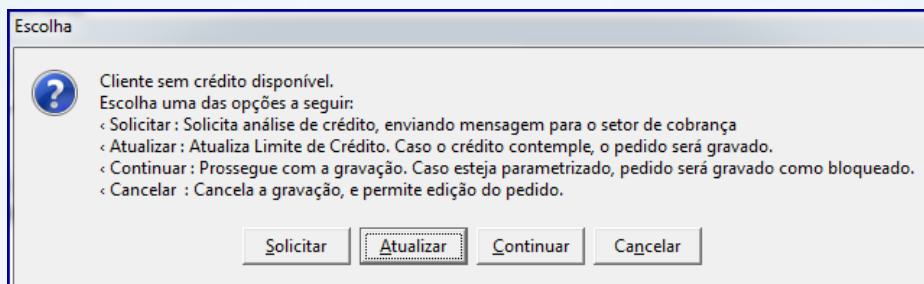 Escolha
Cliente sem crédito disponível.
Escolha uma das opções a seguir:
‹ Solicitar : Solicita análise de crédito, enviando mensagem para o setor de cobrança
‹ Atualizar : Atualiza Limite de Crédito. Caso o crédito contemple, o pedido será gravado.
‹ Continuar : Prossegue com a gravação. Caso esteja parametrizado, pedido será gravado como bloqueado.
‹ Cancelar  : Cancela a gravação, e permite edição do pedido.
Solicitar Atualizar Continuar Cancelar